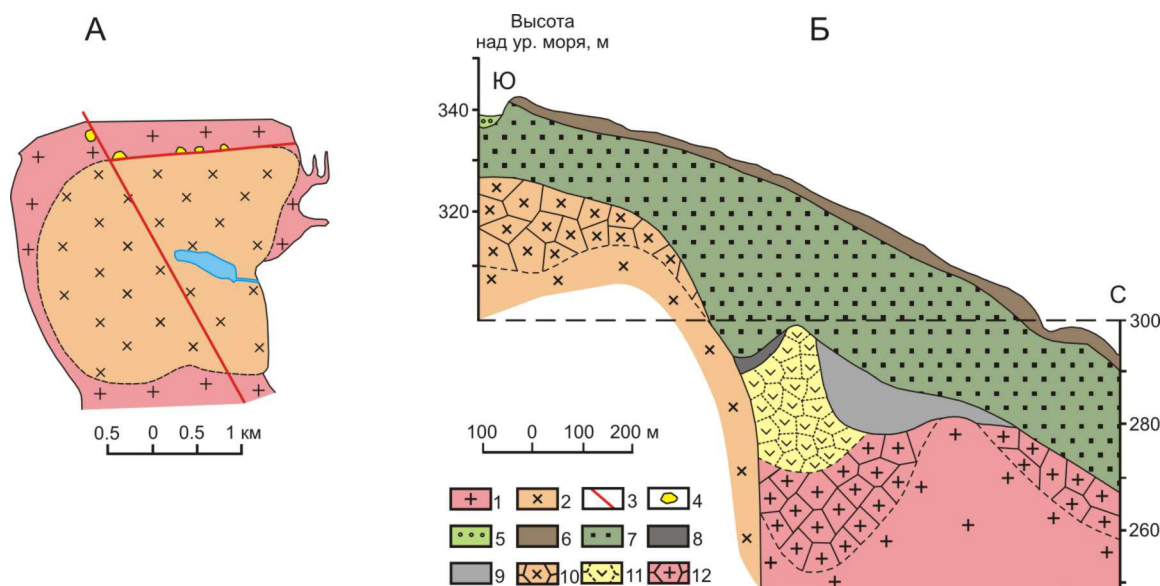 А
Высота
над ур. моря, м
Б
Ю
340
320
С
300
280
260
0.5 0 0.5 1 км
100 0 100 200 м
1 2 3 4
5 6 7 8
9 10 11 12